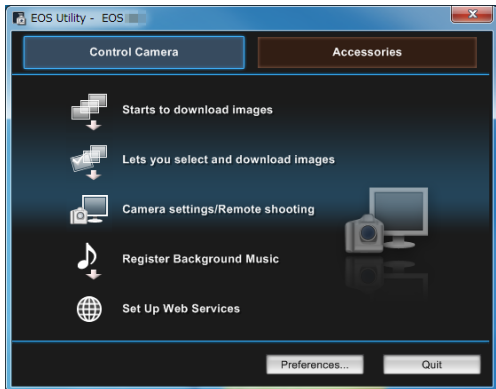 EOS Utility - EOS
Control Camera
Accessories
Starts to download images
Lets you select and download images
Camera settings/Remote shooting
Register Background Music
Set Up Web Services
Preferences...
Quit